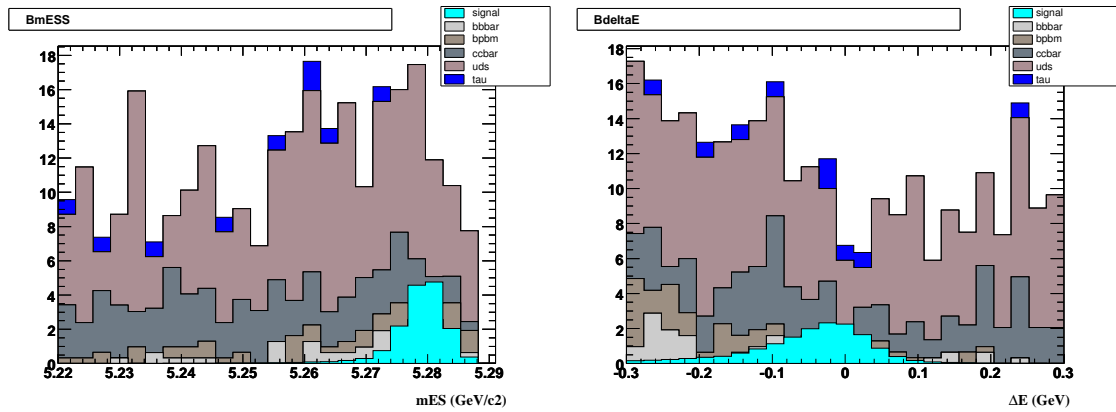 BmESS
signal
bbbar
bpbm
ccbar
uds
tau
18
16
14
12
10
8
6
4
2
0
5.22 5.23 5.24 5.25 5.26 5.27 5.28 5.29
mES (GeV/c2)
BdeltaE
signal
bbbar
bpbm
ccbar
uds
tau
18
16
14
12
10
8
6
4
2
0
-0.3 -0.2 -0.1 0 0.1 0.2 0.3
ΔE (GeV)